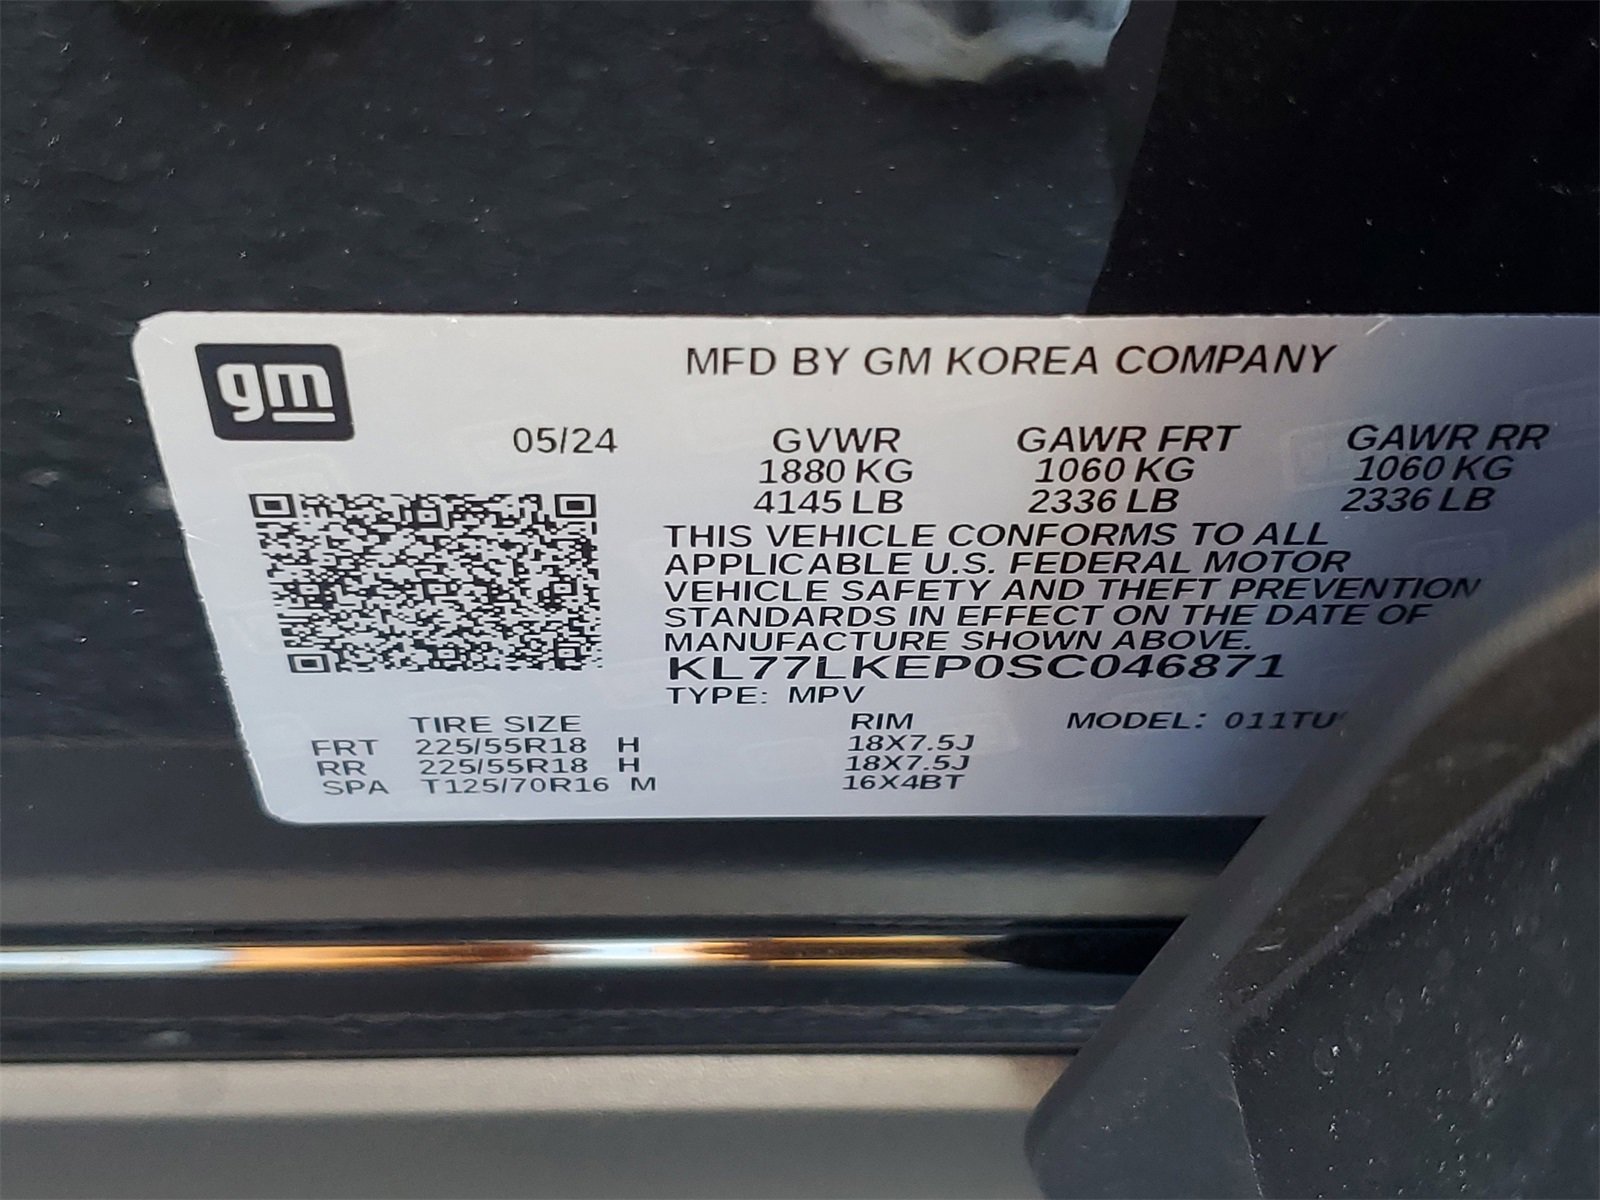 gm
MFD BY GM KOREA COMPANY
05/24 GVWR GAWR FRT GAWR RR
1880 KG 1060 KG 1060 KG
4145 LB 2336 LB 2336 LB
THIS VEHICLE CONFORMS TO ALL
APPLICABLE U.S. FEDERAL MOTOR
VEHICLE SAFETY AND THEFT PREVENTION
STANDARDS IN EFFECT ON THE DATE OF
MANUFACTURE SHOWN ABOVE.
KL77LKEP0SC046871
TYPE: MPV
TIRE SIZE RIM MODEL: 011TU
FRT 225/55R18 H 18X7.5J
RR 225/55R18 H 18X7.5J
SPA T125/70R16 M 16X4BT